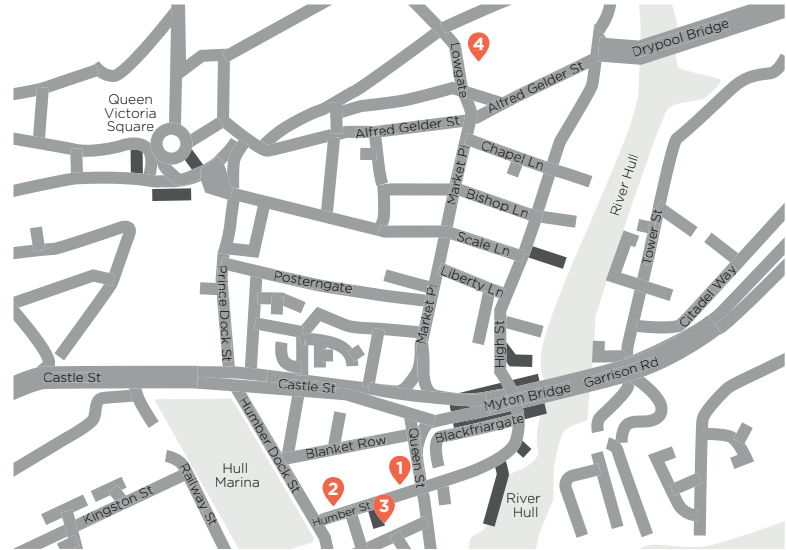 4
Drypool Bridge
Lowgate
Alfred Gelder St
Queen
Victoria
Square
Alfred Gelder St
Chapel Ln
Market P.
River Hull
Bishop Ln
Tower St
Scale Ln
Liberty Ln
Posterngate
Prince Dock St
Citadel Way
Market P.
High St
Castle St
Castle St
Garrison Rd
Myton Bridge
Humber Dock St
Blackfriargate
Blanket Row
Queen St
Hull
Marina
1
2
3
Railway St
Kingston St
Humber St
River
Hull